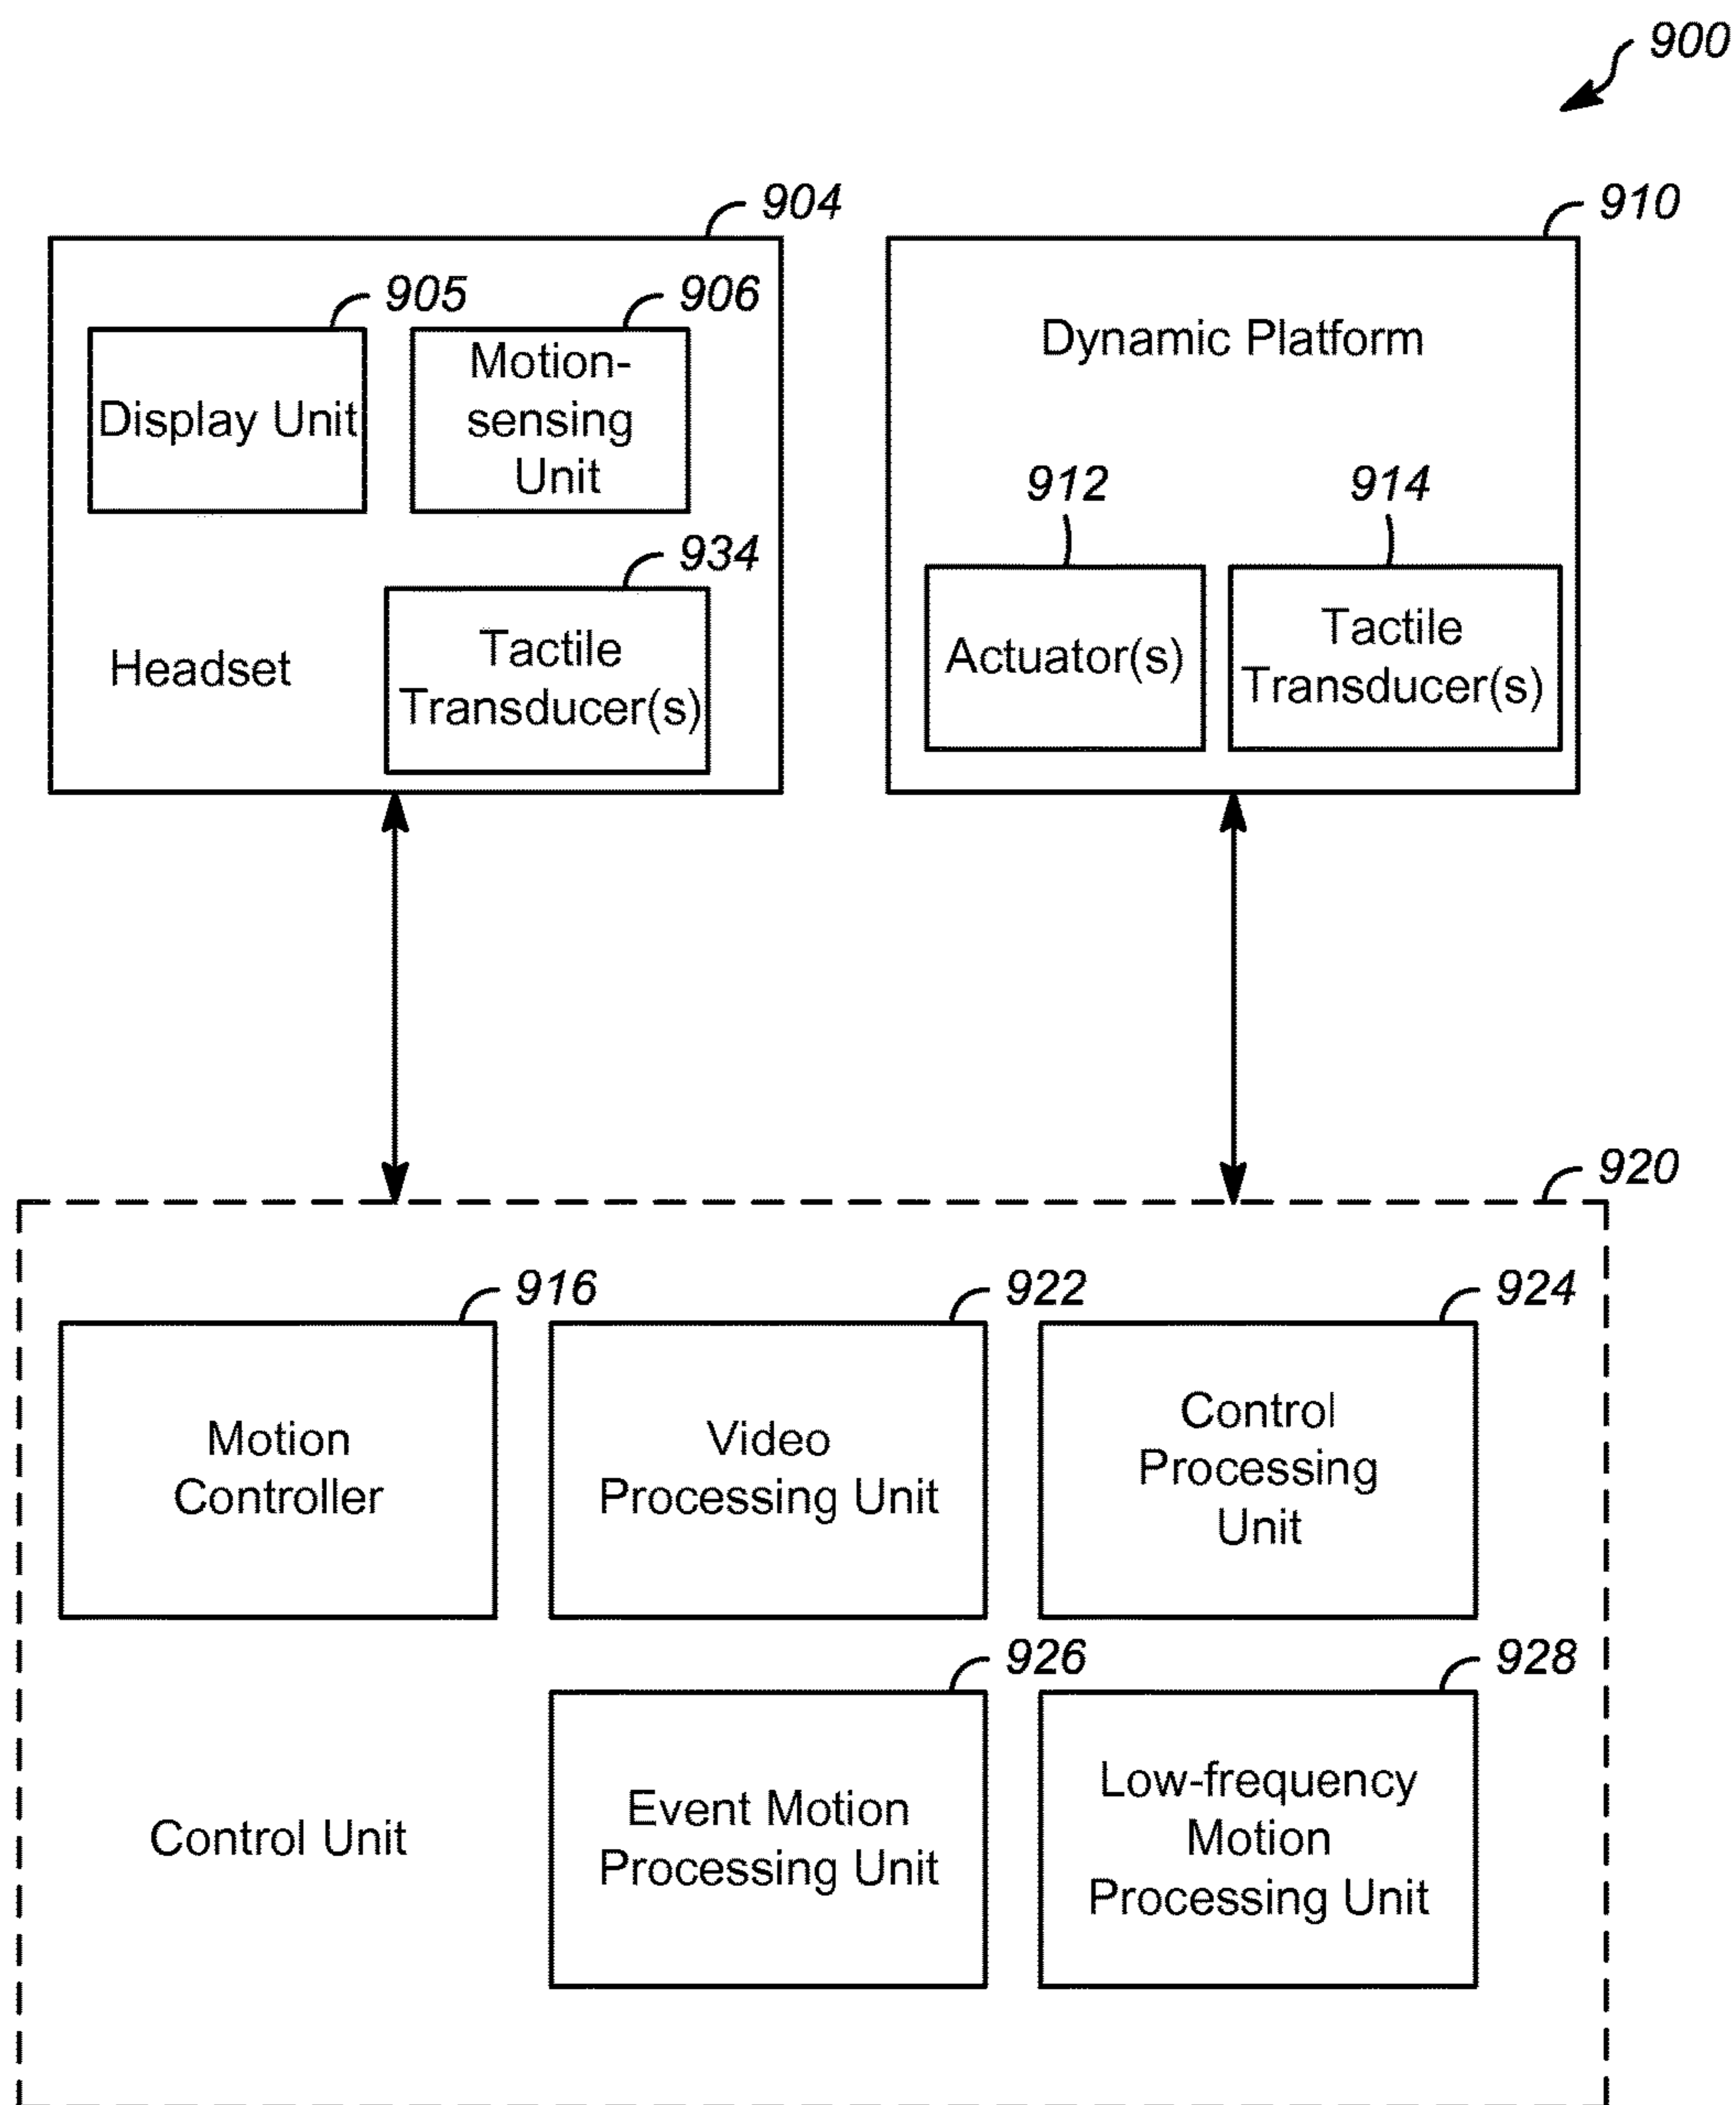 900
904
910
905
906
Display Unit
Motion-
sensing
Unit
Dynamic Platform
934
912
914
Headset
Tactile
Transducer(s)
Actuator(s)
Tactile
Transducer(s)
920
916
922
924
Motion
Controller
Video
Processing Unit
Control
Processing
Unit
926
928
Control Unit
Event Motion
Processing Unit
Low-frequency
Motion
Processing Unit